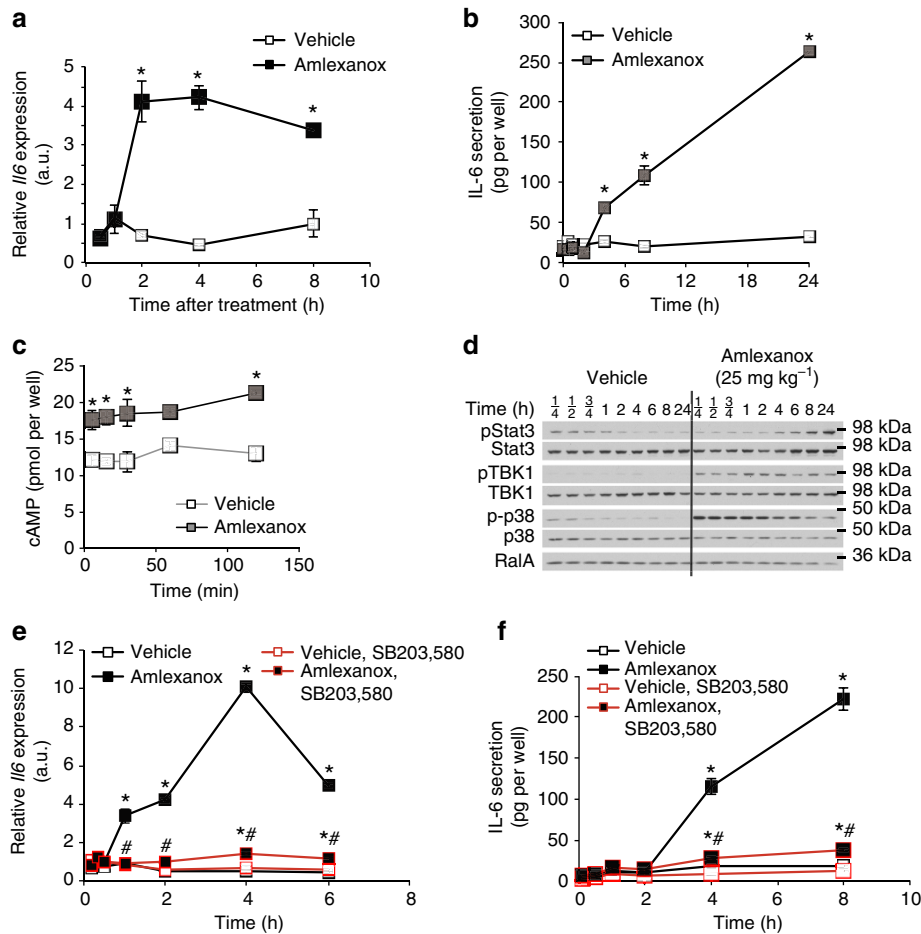 a
Vehicle
Amlexanox
Relative Il6 expression
(a.u.)
5
4
3
2
1
0
* * *
0 2 4 6 8 10
Time after treatment (h)
b
Vehicle
Amlexanox
IL-6 secretion
(pg per well)
300
250
200
150
100
50
0
* * *
0 6 12 18 24
Time (h)
c
cAMP (pmol per well)
25
20
15
10
5
0
* * * *
Vehicle
Amlexanox
0 50 100 150
Time (min)
d
Vehicle
Amlexanox
(25 mg kg⁻¹)
Time (h) 1/4 1/2 3/4 1 2 4 6 8 24 1/4 1/2 3/4 1 2 4 6 8 24
pStat3 98 kDa
Stat3 98 kDa
pTBK1 98 kDa
TBK1 98 kDa
p-p38 50 kDa
p38 50 kDa
RalA 36 kDa
e
Vehicle
Amlexanox
Vehicle, SB203,580
Amlexanox,
SB203,580
Relative Il6 expression
(a.u.)
12
10
8
6
4
2
0
* * * *
# # *# *#
0 2 4 6 8
Time (h)
f
Vehicle
Amlexanox
Vehicle, SB203,580
Amlexanox,
SB203,580
IL-6 secretion
(pg per well)
250
200
150
100
50
0
* *
*# *#
0 2 4 6 8 10
Time (h)